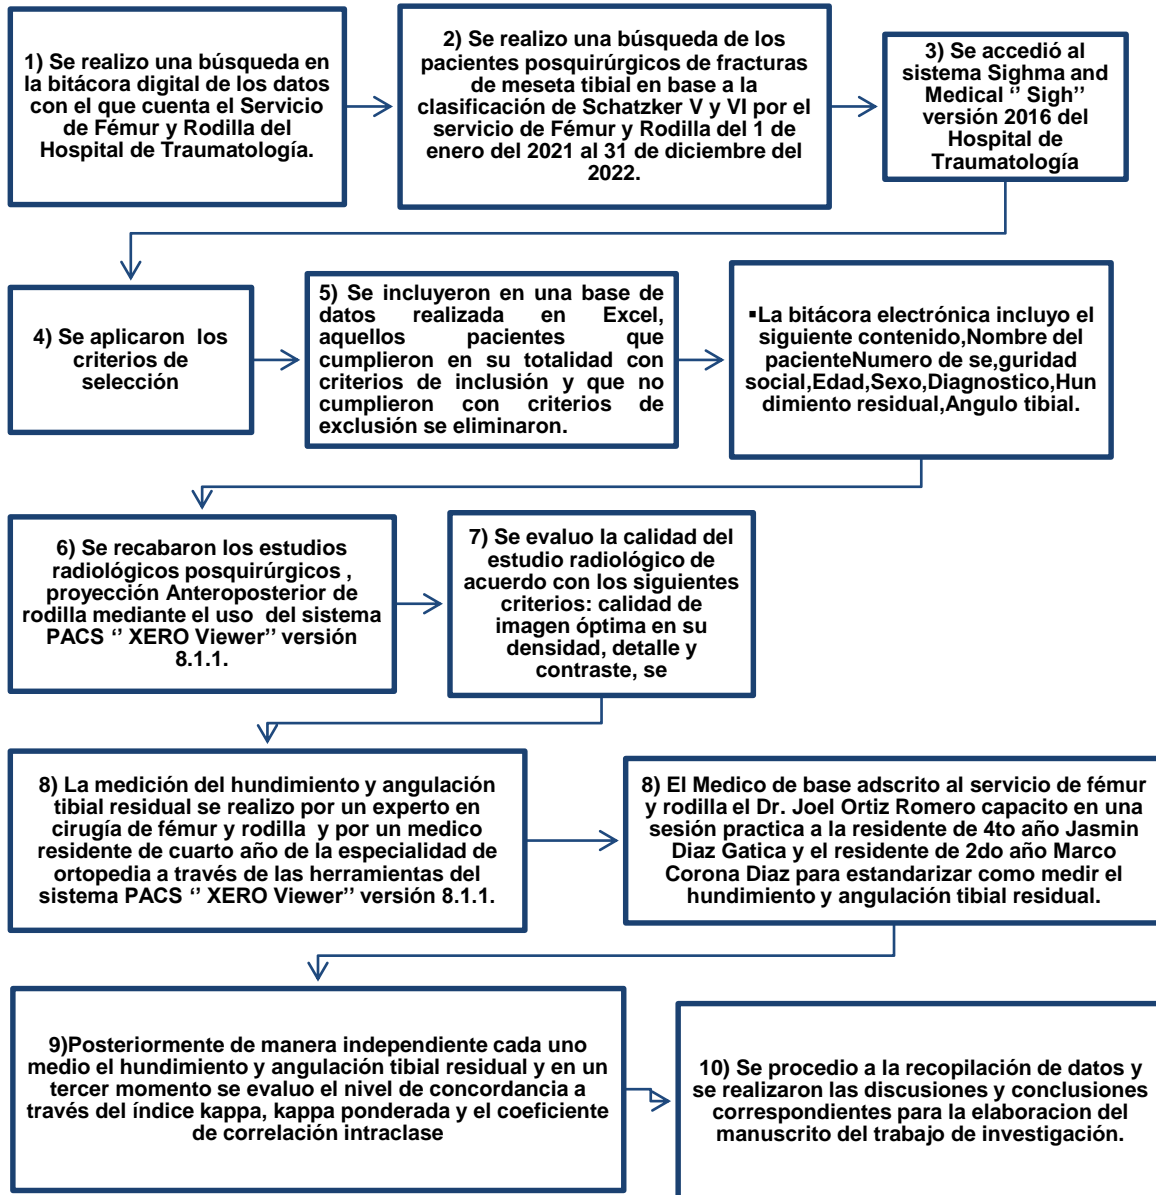 1) Se realizo una búsqueda en
la bitácora digital de los datos
con el que cuenta el Servicio
de Fémur y Rodilla del
Hospital de Traumatología.
2) Se realizo una búsqueda de los
pacientes posquirúrgicos de fracturas
de meseta tibial en base a la
clasificación de Schatzker V y VI por el
servicio de Fémur y Rodilla del 1 de
enero del 2021 al 31 de diciembre del
2022.
3) Se accedió al
sistema Sighma and
Medical ‘’ Sigh’’
versión 2016 del
Hospital de
Traumatología
4) Se aplicaron los
criterios de
selección
5) Se incluyeron en una base de
datos realizada en Excel,
aquellos pacientes que
cumplieron en su totalidad con
criterios de inclusión y que no
cumplieron con criterios de
exclusión se eliminaron.
▪La bitácora electrónica incluyo el
siguiente contenido,Nombre del
pacienteNumero de se,guridad
social,Edad,Sexo,Diagnostico,Hun
dimiento residual,Angulo tibial.
6) Se recabaron los estudios
radiológicos posquirúrgicos ,
proyección Anteroposterior de
rodilla mediante el uso del sistema
PACS ‘’ XERO Viewer’’ versión
8.1.1.
7) Se evaluo la calidad del
estudio radiológico de
acuerdo con los siguientes
criterios: calidad de
imagen óptima en su
densidad, detalle y
contraste, se
8) La medición del hundimiento y angulación
tibial residual se realizo por un experto en
cirugía de fémur y rodilla y por un medico
residente de cuarto año de la especialidad de
ortopedia a través de las herramientas del
sistema PACS ‘’ XERO Viewer’’ versión 8.1.1.
8) El Medico de base adscrito al servicio de fémur
y rodilla el Dr. Joel Ortiz Romero capacito en una
sesión practica a la residente de 4to año Jasmin
Diaz Gatica y el residente de 2do año Marco
Corona Diaz para estandarizar como medir el
hundimiento y angulación tibial residual.
9)Posteriormente de manera independiente cada uno
medio el hundimiento y angulación tibial residual y en un
tercer momento se evaluo el nivel de concordancia a
través del índice kappa, kappa ponderada y el coeficiente
de correlación intraclase
10) Se procedio a la recopilación de datos y
se realizaron las discusiones y conclusiones
correspondientes para la elaboracion del
manuscrito del trabajo de investigación.